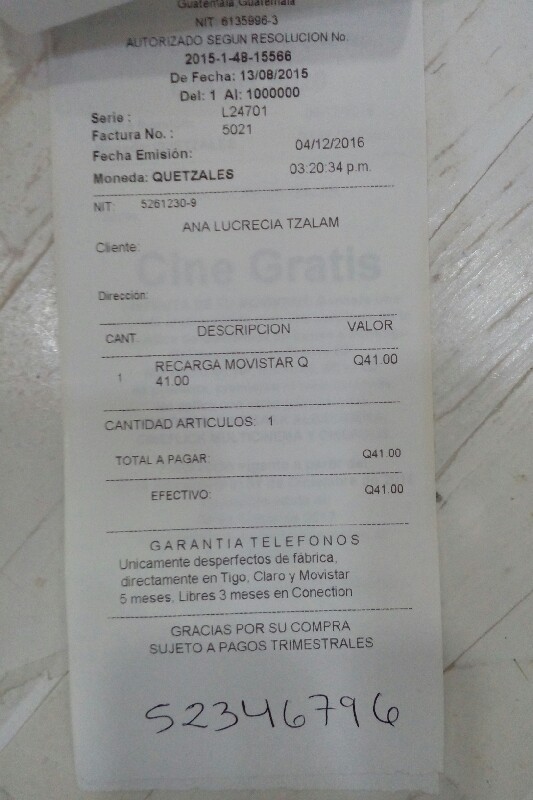 Guatemala, Guatemala
NIT: 6135996-3
AUTORIZADO SEGUN RESOLUCION No.
2015-1-48-15566
De Fecha: 13/08/2015
Del: 1 Al: 1000000
Serie : L24701
Factura No. : 5021
Fecha Emisión: 04/12/2016
Moneda: QUETZALES 03:20:34 p.m.
NIT: 5261230-9
ANA LUCRECIA TZALAM
Cliente:
Cine Gratis
Dirección:
CANT. DESCRIPCION VALOR
1 RECARGA MOVISTAR Q Q41.00
41.00
CANTIDAD ARTICULOS: 1
TOTAL A PAGAR: Q41.00
EFECTIVO: Q41.00
GARANTIA TELEFONOS
Unicamente desperfectos de fábrica,
directamente en Tigo, Claro y Movistar
6 meses, Libres 3 meses en Conection
GRACIAS POR SU COMPRA
SUJETO A PAGOS TRIMESTRALES
52346796